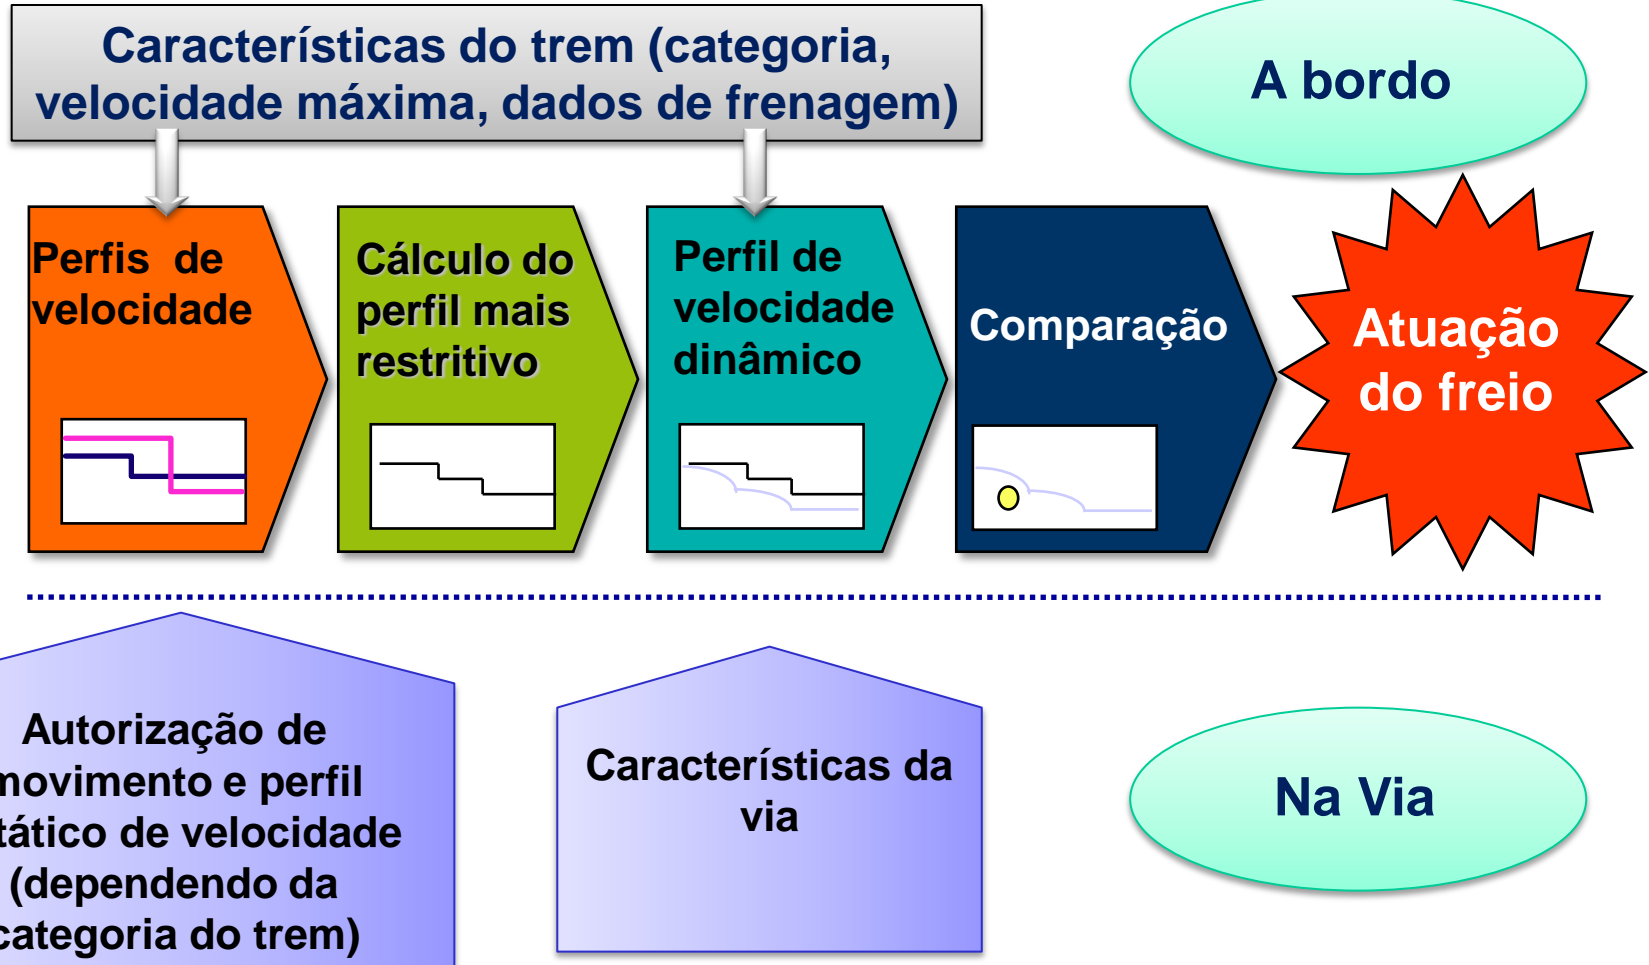 Características do trem (categoria,
velocidade máxima, dados de frenagem)
A bordo
Perfis de
velocidade
Cálculo do
perfil mais
restritivo
Perfil de
velocidade
dinâmico
Comparação
Atuação
do freio
Autorização de
movimento e perfil
tático de velocidade
(dependendo da
categoria do trem)
Características da
via
Na Via